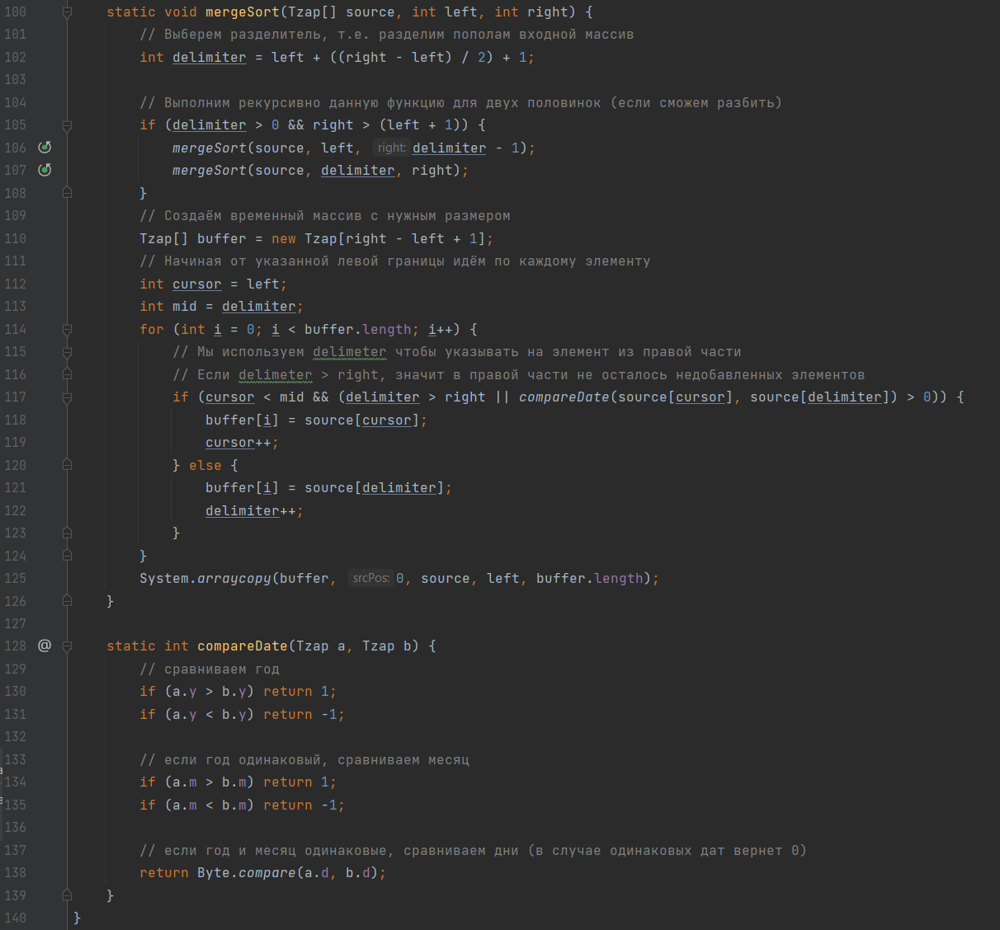 100 static void mergeSort(Tzap[] source, int left, int right) {
101 // Выберем разделитель, т.е. разделим пополам входной массив
102 int delimiter = left + ((right - left) / 2) + 1;
103
104 // Выполним рекурсивно данную функцию для двух половинок (если сможем разбить)
105 if (delimiter > 0 && right > (left + 1)) {
106 mergeSort(source, left, right: delimiter - 1);
107 mergeSort(source, delimiter, right);
108 }
109 // Создаём временный массив с нужным размером
110 Tzap[] buffer = new Tzap[right - left + 1];
111 // Начиная от указанной левой границы идём по каждому элементу
112 int cursor = left;
113 int mid = delimiter;
114 for (int i = 0; i < buffer.length; i++) {
115 // Мы используем delimeter чтобы указывать на элемент из правой части
116 // Если delimeter > right, значит в правой части не осталось недобавленных элементов
117 if (cursor < mid && (delimiter > right || compareDate(source[cursor], source[delimiter]) > 0)) {
118 buffer[i] = source[cursor];
119 cursor++;
120 } else {
121 buffer[i] = source[delimiter];
122 delimiter++;
123 }
124 }
125 System.arraycopy(buffer, srcPos: 0, source, left, buffer.length);
126 }
127
128 @ static int compareDate(Tzap a, Tzap b) {
129 // сравниваем год
130 if (a.y > b.y) return 1;
131 if (a.y < b.y) return -1;
132
133 // если год одинаковый, сравниваем месяц
134 if (a.m > b.m) return 1;
135 if (a.m < b.m) return -1;
136
137 // если год и месяц одинаковые, сравниваем дни (в случае одинаковых дат вернет 0)
138 return Byte.compare(a.d, b.d);
139 }
140 }